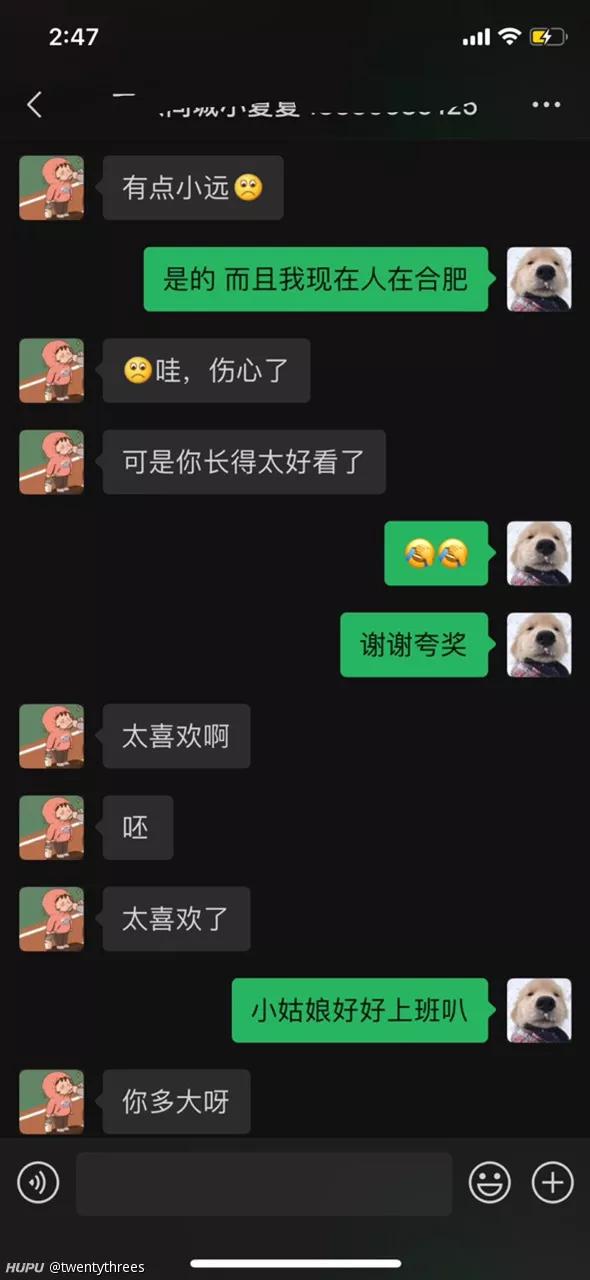 2:47
有点小远
是的 而且我现在人在合肥
哇，伤心了
可是你长得太好看了
谢谢夸奖
太喜欢啊
呸
太喜欢了
小姑娘好好上班叭
你多大呀
HUPU @twentythrees